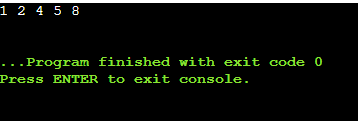 1 2 4 5 8
...Program finished with exit code 0
Press ENTER to exit console.